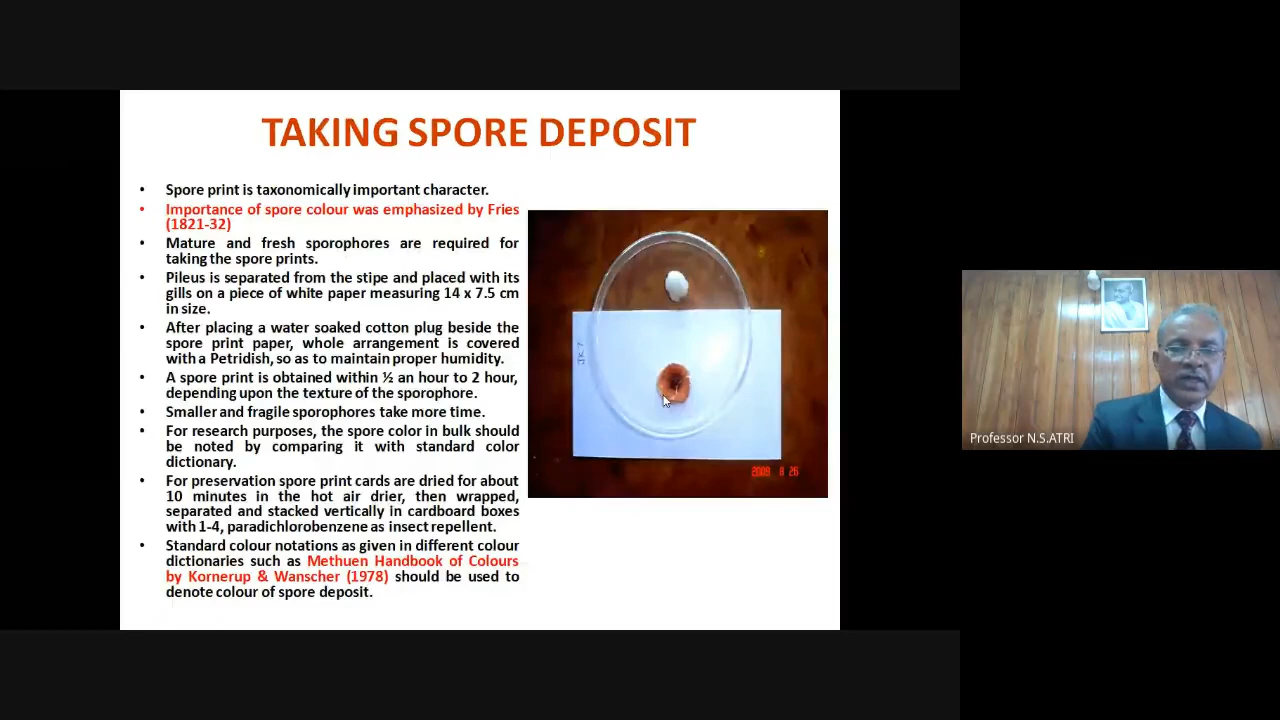 TAKING SPORE DEPOSIT
• Spore print is taxonomically important character.
• Importance of spore colour was emphasized by Fries
(1821-32)
• Mature and fresh sporophores are required for
taking the spore prints.
• Pileus is separated from the stipe and placed with its
gills on a piece of white paper measuring 14 x 7.5 cm
in size.
• After placing a water soaked cotton plug beside the
spore print paper, whole arrangement is covered
with a Petridish, so as to maintain proper humidity.
• A spore print is obtained within ½ an hour to 2 hour,
depending upon the texture of the sporophore.
• Smaller and fragile sporophores take more time.
• For research purposes, the spore color in bulk should
be noted by comparing it with standard color
dictionary.
• For preservation spore print cards are dried for about
10 minutes in the hot air drier, then wrapped,
separated and stacked vertically in cardboard boxes
with 1-4, paradichlorobenzene as insect repellent.
• Standard colour notations as given in different colour
dictionaries such as Methuen Handbook of Colours
by Kornerup & Wanscher (1978) should be used to
denote colour of spore deposit.
2009 8 26
Professor N.S.ATRI